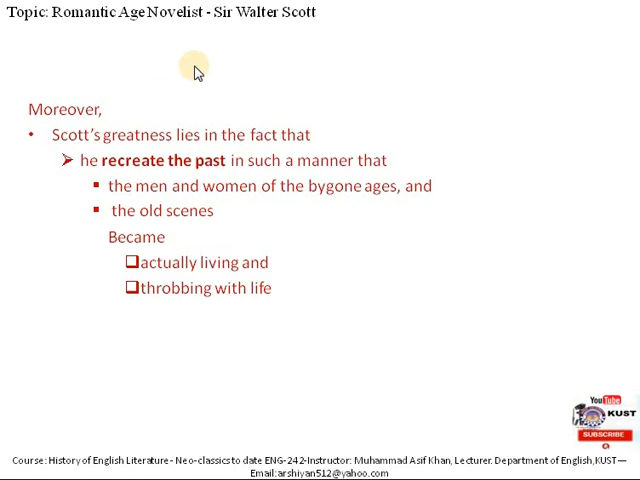 Topic: Romantic Age Novelist - Sir Walter Scott
Moreover,
• Scott's greatness lies in the fact that
➢ he recreate the past in such a manner that
▪ the men and women of the bygone ages, and
▪ the old scenes
Became
❑actually living and
❑throbbing with life
YouTube
KUST
SUBSCRIBE
Course: History of English Literature - Neo-classics to date ENG-242-Instructor: Muhammad Asif Khan, Lecturer. Department of English,KUST—
Email:arshiyan512@yahoo.com